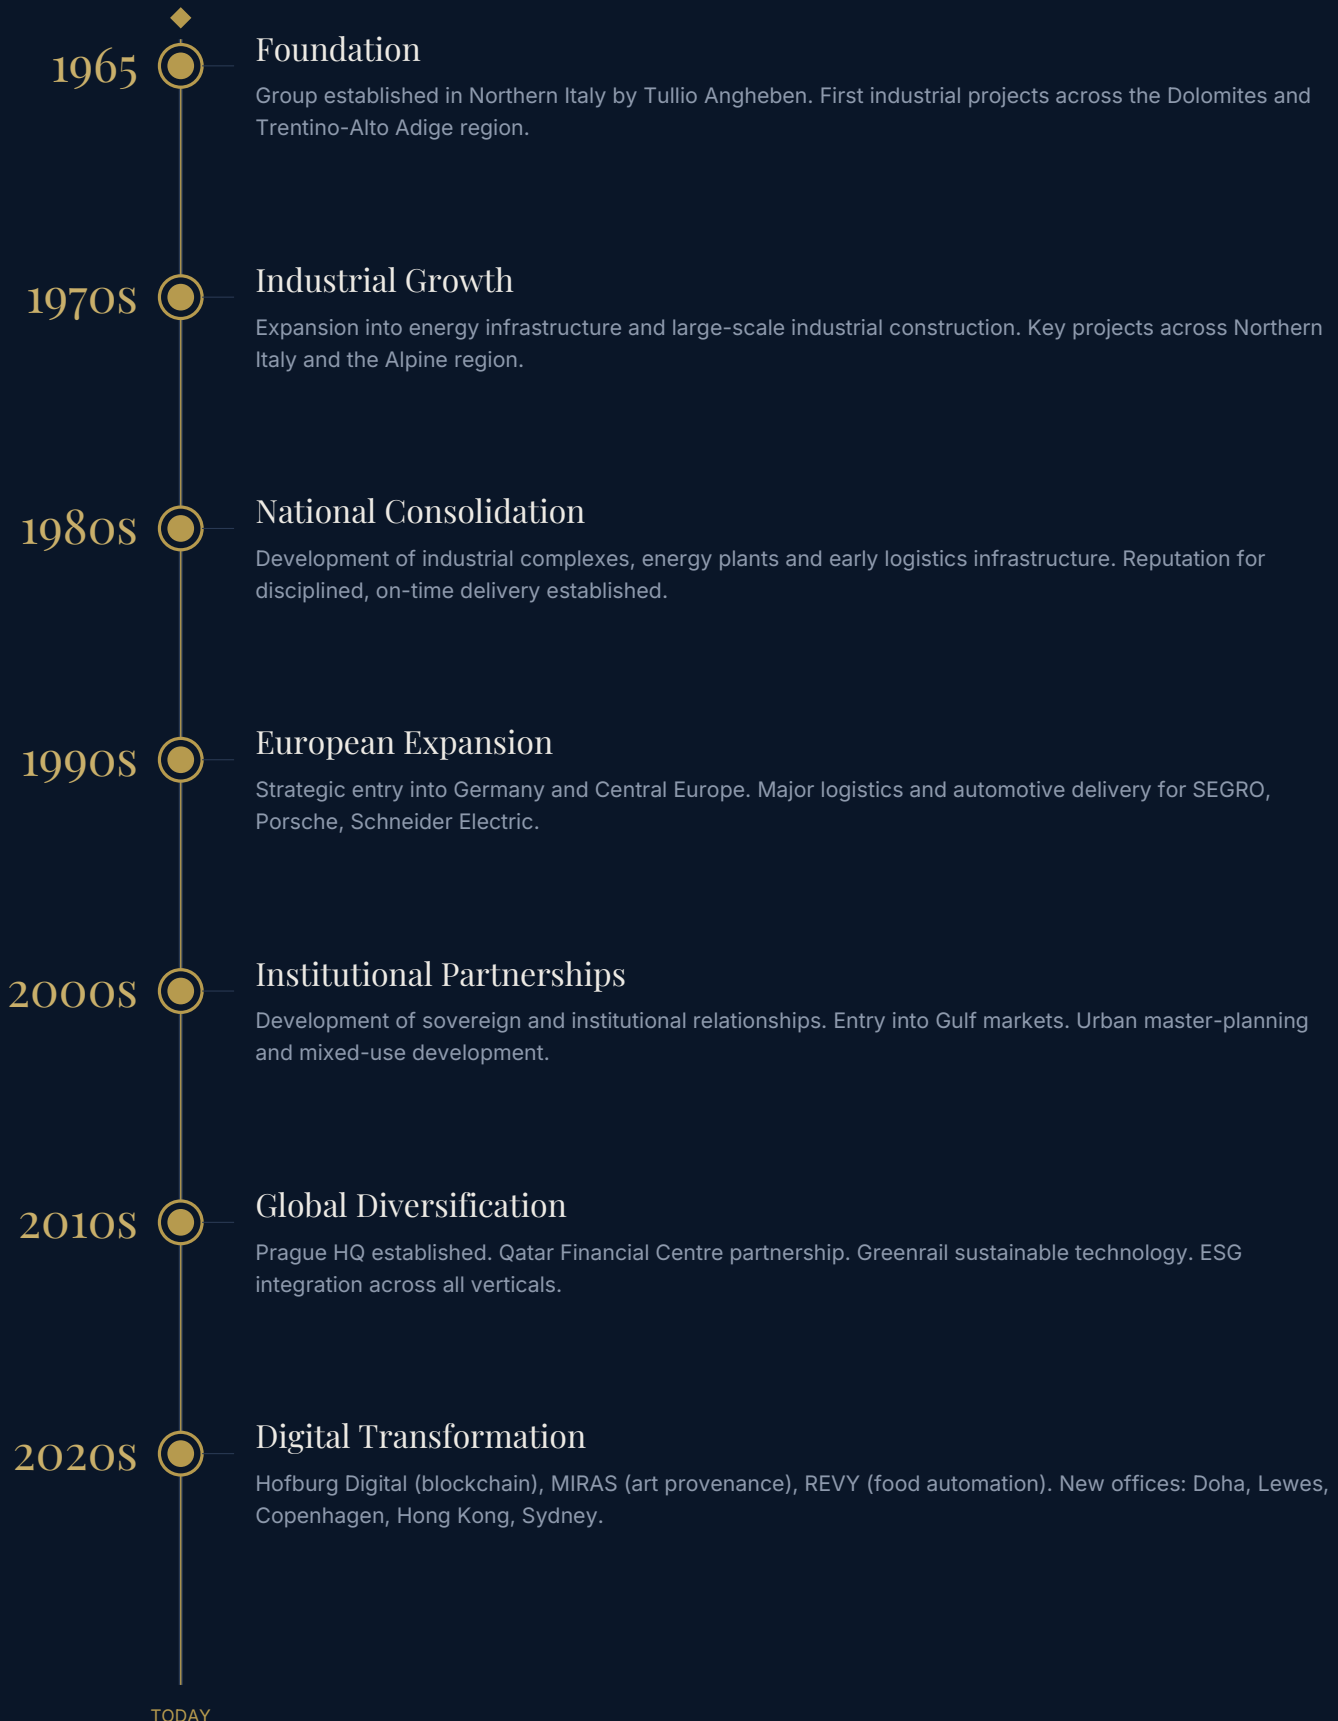 1965
Foundation
Group established in Northern Italy by Tullio Angheben. First industrial projects across the Dolomites and
Trentino-Alto Adige region.
1970s
Industrial Growth
Expansion into energy infrastructure and large-scale industrial construction. Key projects across Northern
Italy and the Alpine region.
1980s
National Consolidation
Development of industrial complexes, energy plants and early logistics infrastructure. Reputation for
disciplined, on-time delivery established.
1990s
European Expansion
Strategic entry into Germany and Central Europe. Major logistics and automotive delivery for SEGRO,
Porsche, Schneider Electric.
2000s
Institutional Partnerships
Development of sovereign and institutional relationships. Entry into Gulf markets. Urban master-planning
and mixed-use development.
2010s
Global Diversification
Prague HQ established. Qatar Financial Centre partnership. Greenrail sustainable technology. ESG
integration across all verticals.
2020s
Digital Transformation
Hofburg Digital (blockchain), MIRAS (art provenance), REVY (food automation). New offices: Doha, Lewes,
Copenhagen, Hong Kong, Sydney.
TODAY